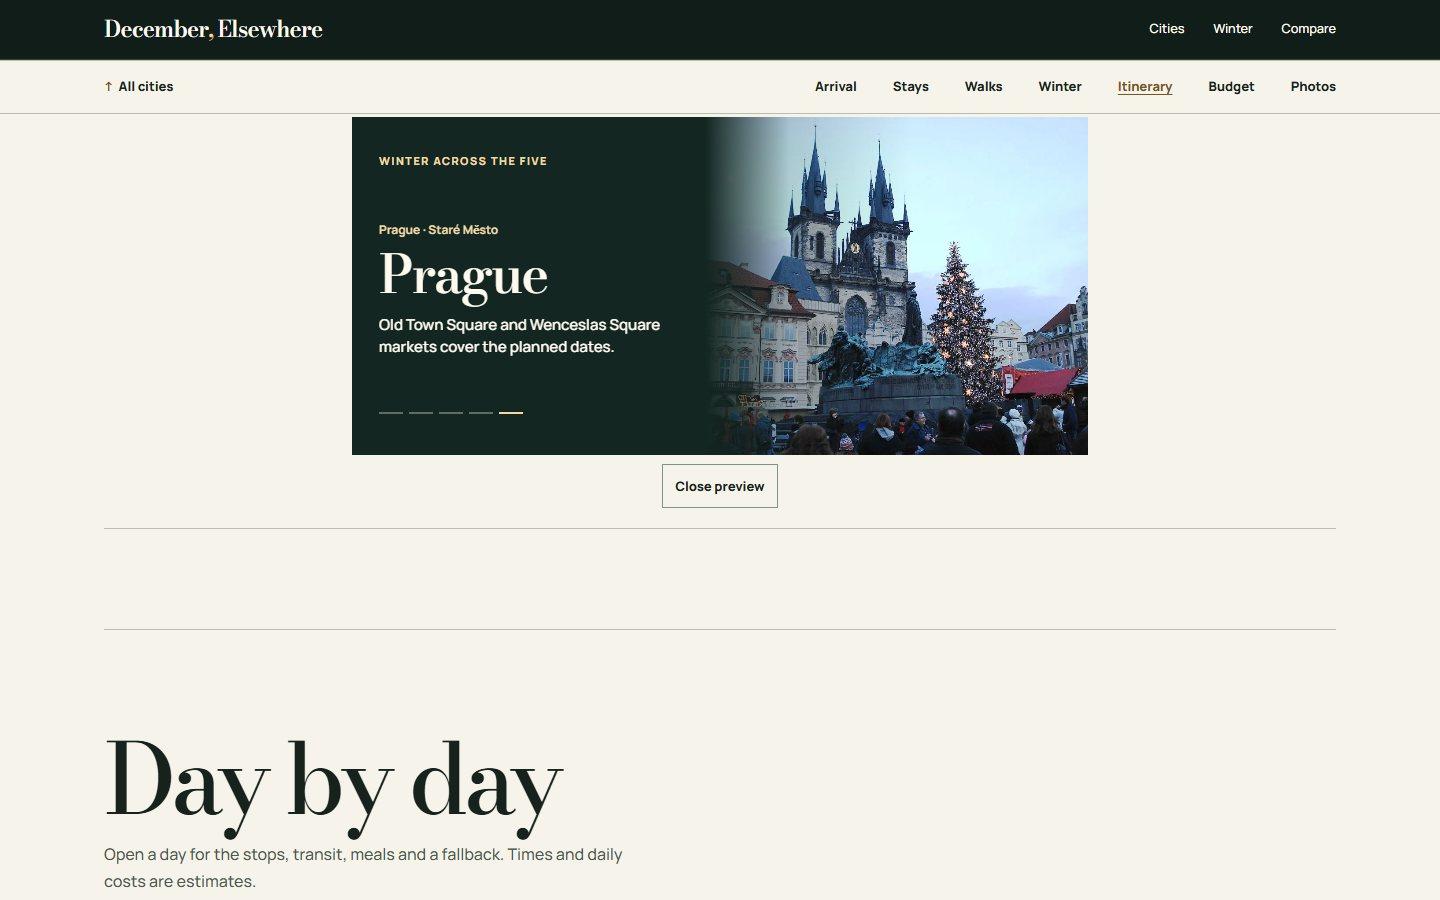 December, Elsewhere
Cities
Winter
Compare
↑ All cities
Arrival
Stays
Walks
Winter
Itinerary
Budget
Photos
WINTER ACROSS THE FIVE
Prague · Staré Město
Prague
Old Town Square and Wenceslas Square
markets cover the planned dates.
Close preview
Day by day
Open a day for the stops, transit, meals and a fallback. Times and daily
costs are estimates.